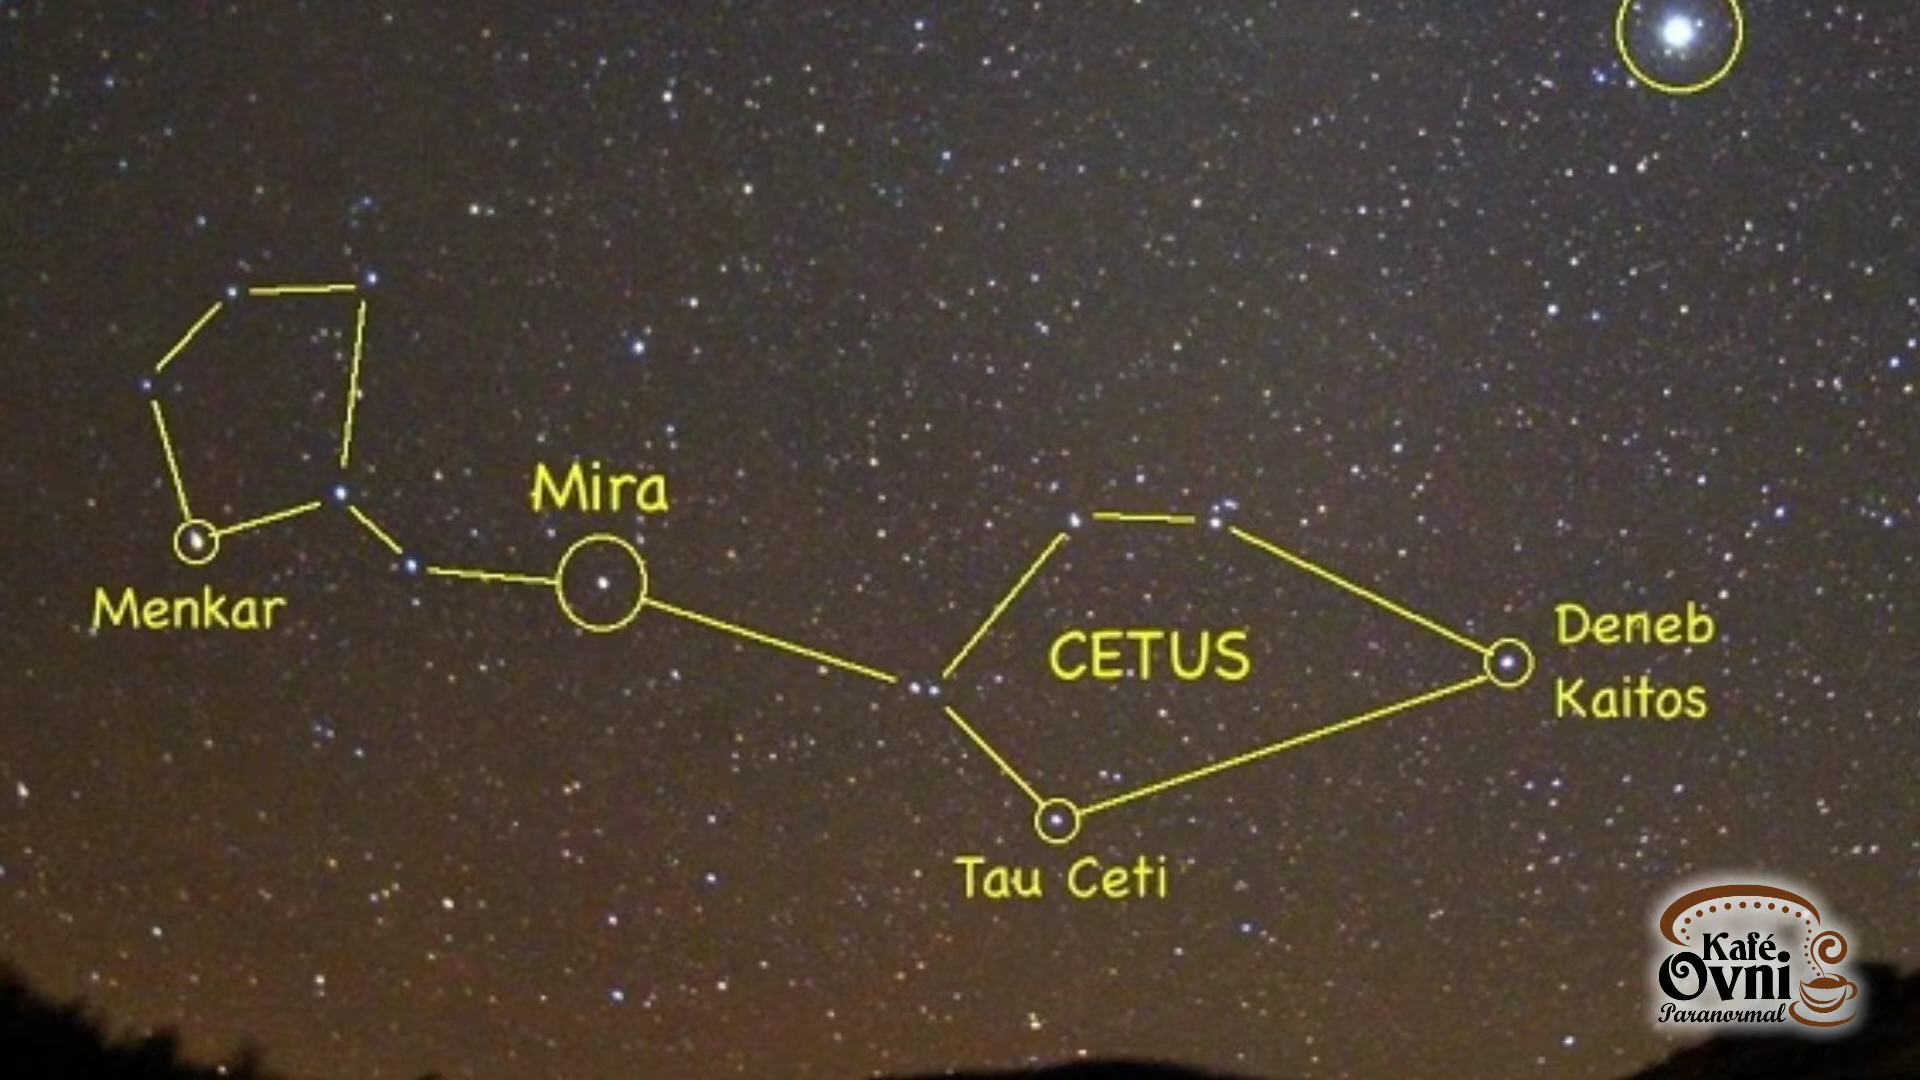 Mira
Menkar
CETUS
Deneb
Kaitos
Tau Ceti
Kafé
Ovni
Paranormal